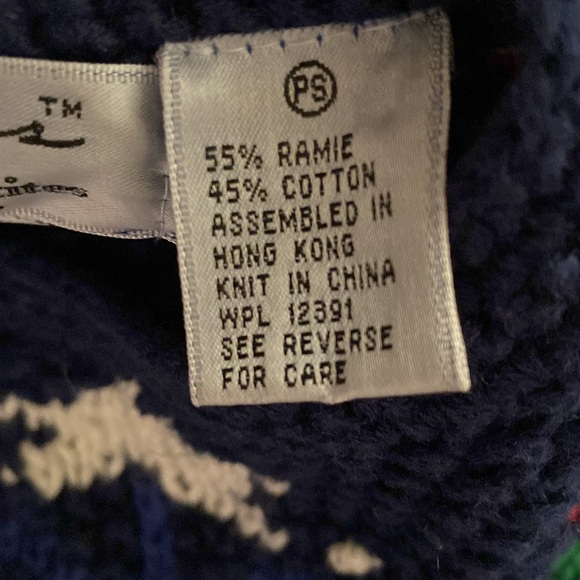 TM
PS
55% RAMIE
45% COTTON
ASSEMBLED IN
HONG KONG
KNIT IN CHINA
WPL 12391
SEE REVERSE
FOR CARE